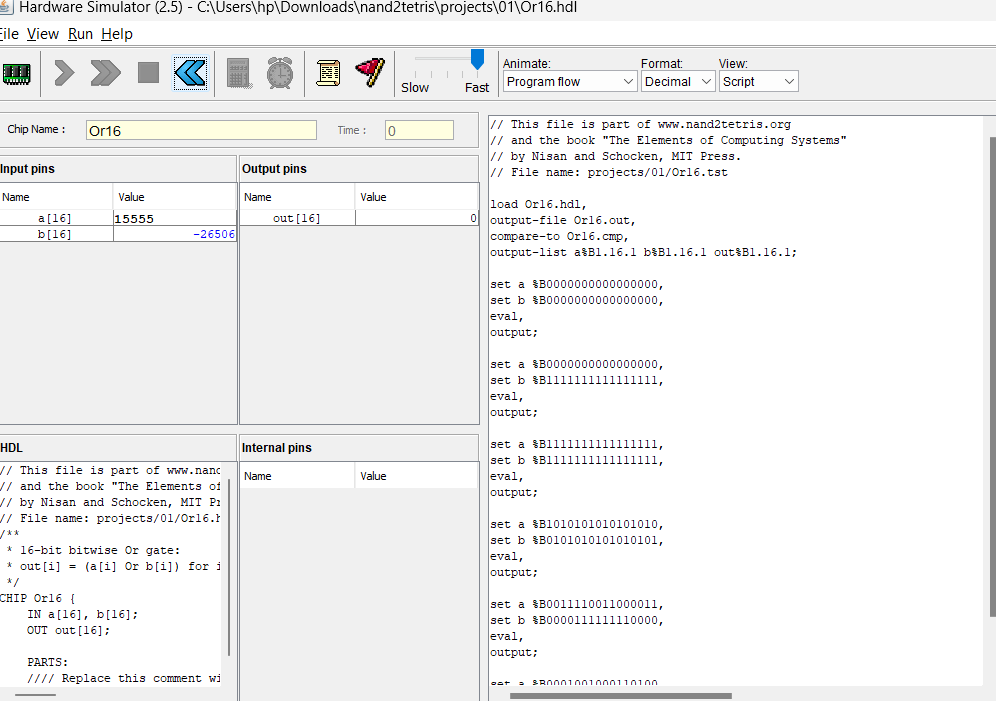 Hardware Simulator (2.5) - C:\Users\hp\Downloads\nand2tetris\projects\01\Or16.hdl
File View Run Help
Slow Fast
Animate: Format: View:
Program flow Decimal Script
Chip Name : Or16 Time : 0
Input pins
Name Value
a[16] 15555
b[16] -26506
Output pins
Name Value
out[16] 0
HDL
// This file is part of www.nand
// and the book "The Elements of
// by Nisan and Schocken, MIT Pr
// File name: projects/01/Or16.h
/**
* 16-bit bitwise Or gate:
* out[i] = (a[i] Or b[i]) for i
*/
CHIP Or16 {
IN a[16], b[16];
OUT out[16];
PARTS:
//// Replace this comment wi
Internal pins
Name Value
// This file is part of www.nand2tetris.org
// and the book "The Elements of Computing Systems"
// by Nisan and Schocken, MIT Press.
// File name: projects/01/Or16.tst
load Or16.hdl,
output-file Or16.out,
compare-to Or16.cmp,
output-list a%B1.16.1 b%B1.16.1 out%B1.16.1;
set a %B0000000000000000,
set b %B0000000000000000,
eval,
output;
set a %B0000000000000000,
set b %B1111111111111111,
eval,
output;
set a %B1111111111111111,
set b %B1111111111111111,
eval,
output;
set a %B1010101010101010,
set b %B0101010101010101,
eval,
output;
set a %B0011110011000011,
set b %B0000111111110000,
eval,
output;
set a %B0001001000110100